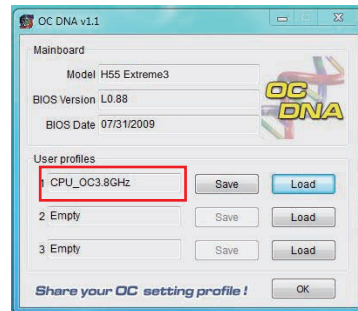 OC DNA v1.1
Mainboard
Model H55 Extreme3
BIOS Version L0.88
BIOS Date 07/31/2009
OC DNA
User profiles
1 CPU_OC3.8GHz Save Load
2 Empty Save Load
3 Empty Save Load
Share your OC setting profile! OK